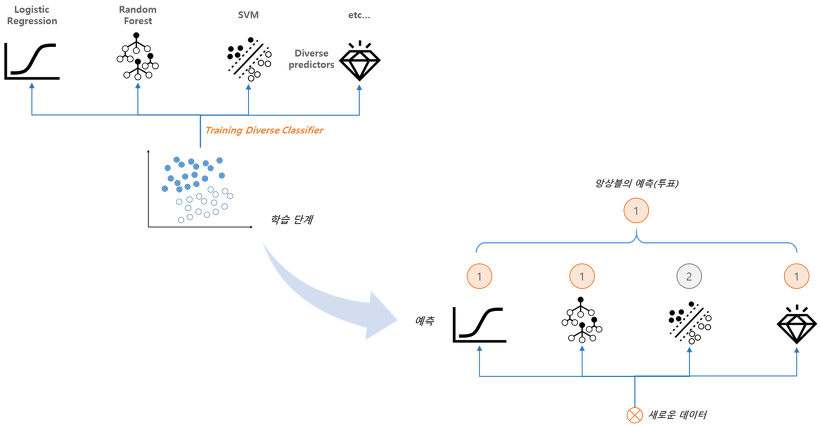 Logistic
Regression
Random
Forest
SVM
etc...
Diverse
predictors
Training Diverse Classifier
학습 단계
앙상블의 예측(투표)
1
1
1
2
1
예측
새로운 데이터